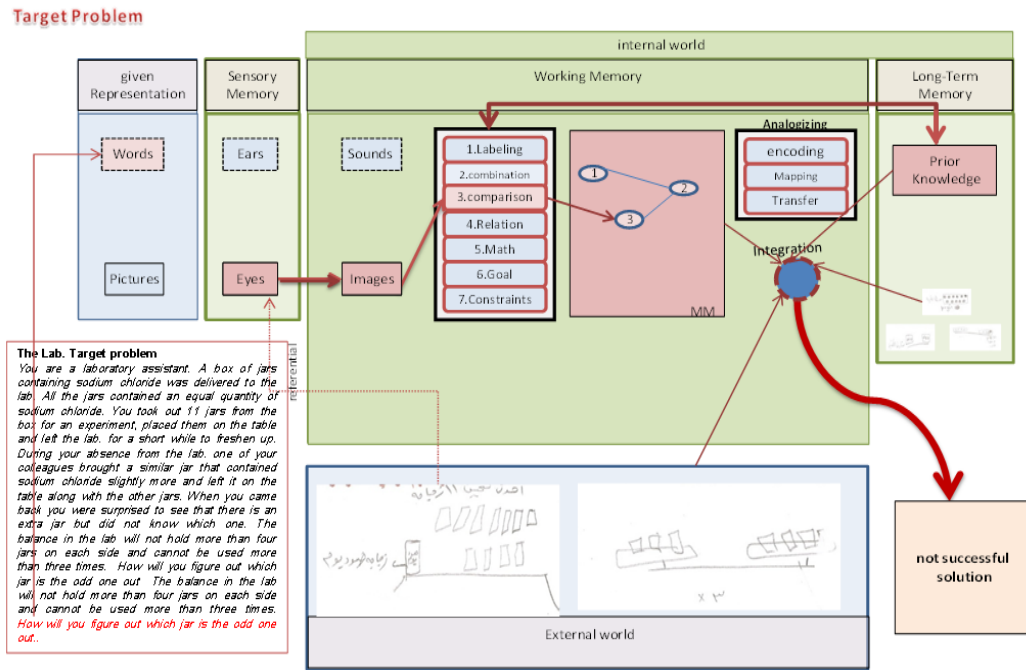 Target Problem
internal world
given
Representation
Sensory
Memory
Working Memory
Long-Term
Memory
Words
Ears
Sounds
Pictures
Eyes
Images
1.Labeling
2.combination
3.comparison
4.Relation
5.Math
6.Goal
7.Constraints
1
2
3
MM
Analogizing
encoding
Mapping
Transfer
Integration
Prior
Knowledge
referential
The Lab. Target problem
You are a laboratory assistant. A box of jars
containing sodium chloride was delivered to the
lab. All the jars contained an equal quantity of
sodium chloride. You took out 11 jars from the
box for an experiment, placed them on the table
and left the lab. for a short while to freshen up.
During your absence from the lab. one of your
colleagues brought a similar jar that contained
sodium chloride slightly more and left it on the
table along with the other jars. When you came
back you were surprised to see that there is an
extra jar but did not know which one. The
balance in the lab will not hold more than four
jars on each side and cannot be used more
than three times. How will you figure out which
jar is the odd one out The balance in the lab
will not hold more than four jars on each side
and cannot be used more than three times.
How will you figure out which jar is the odd one
out..
× ٣
External world
not successful
solution